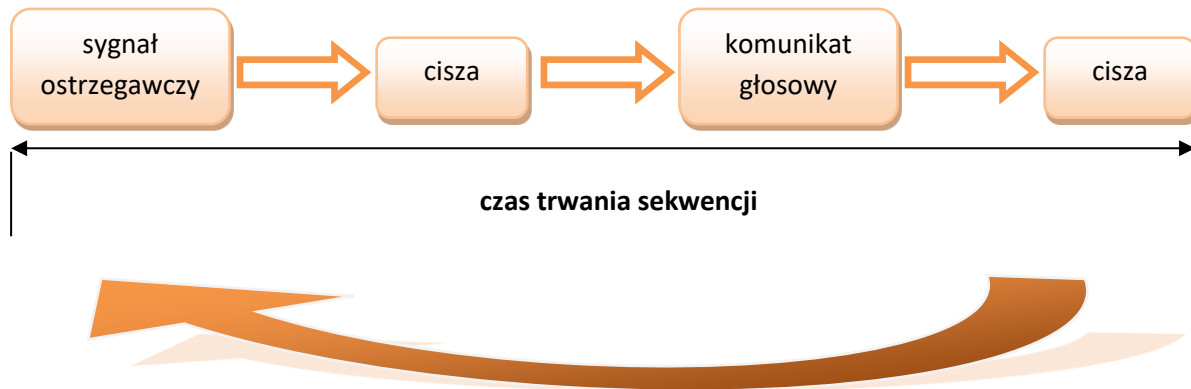 sygnał
ostrzegawczy
cisza
komunikat
głosowy
cisza
czas trwania sekwencji